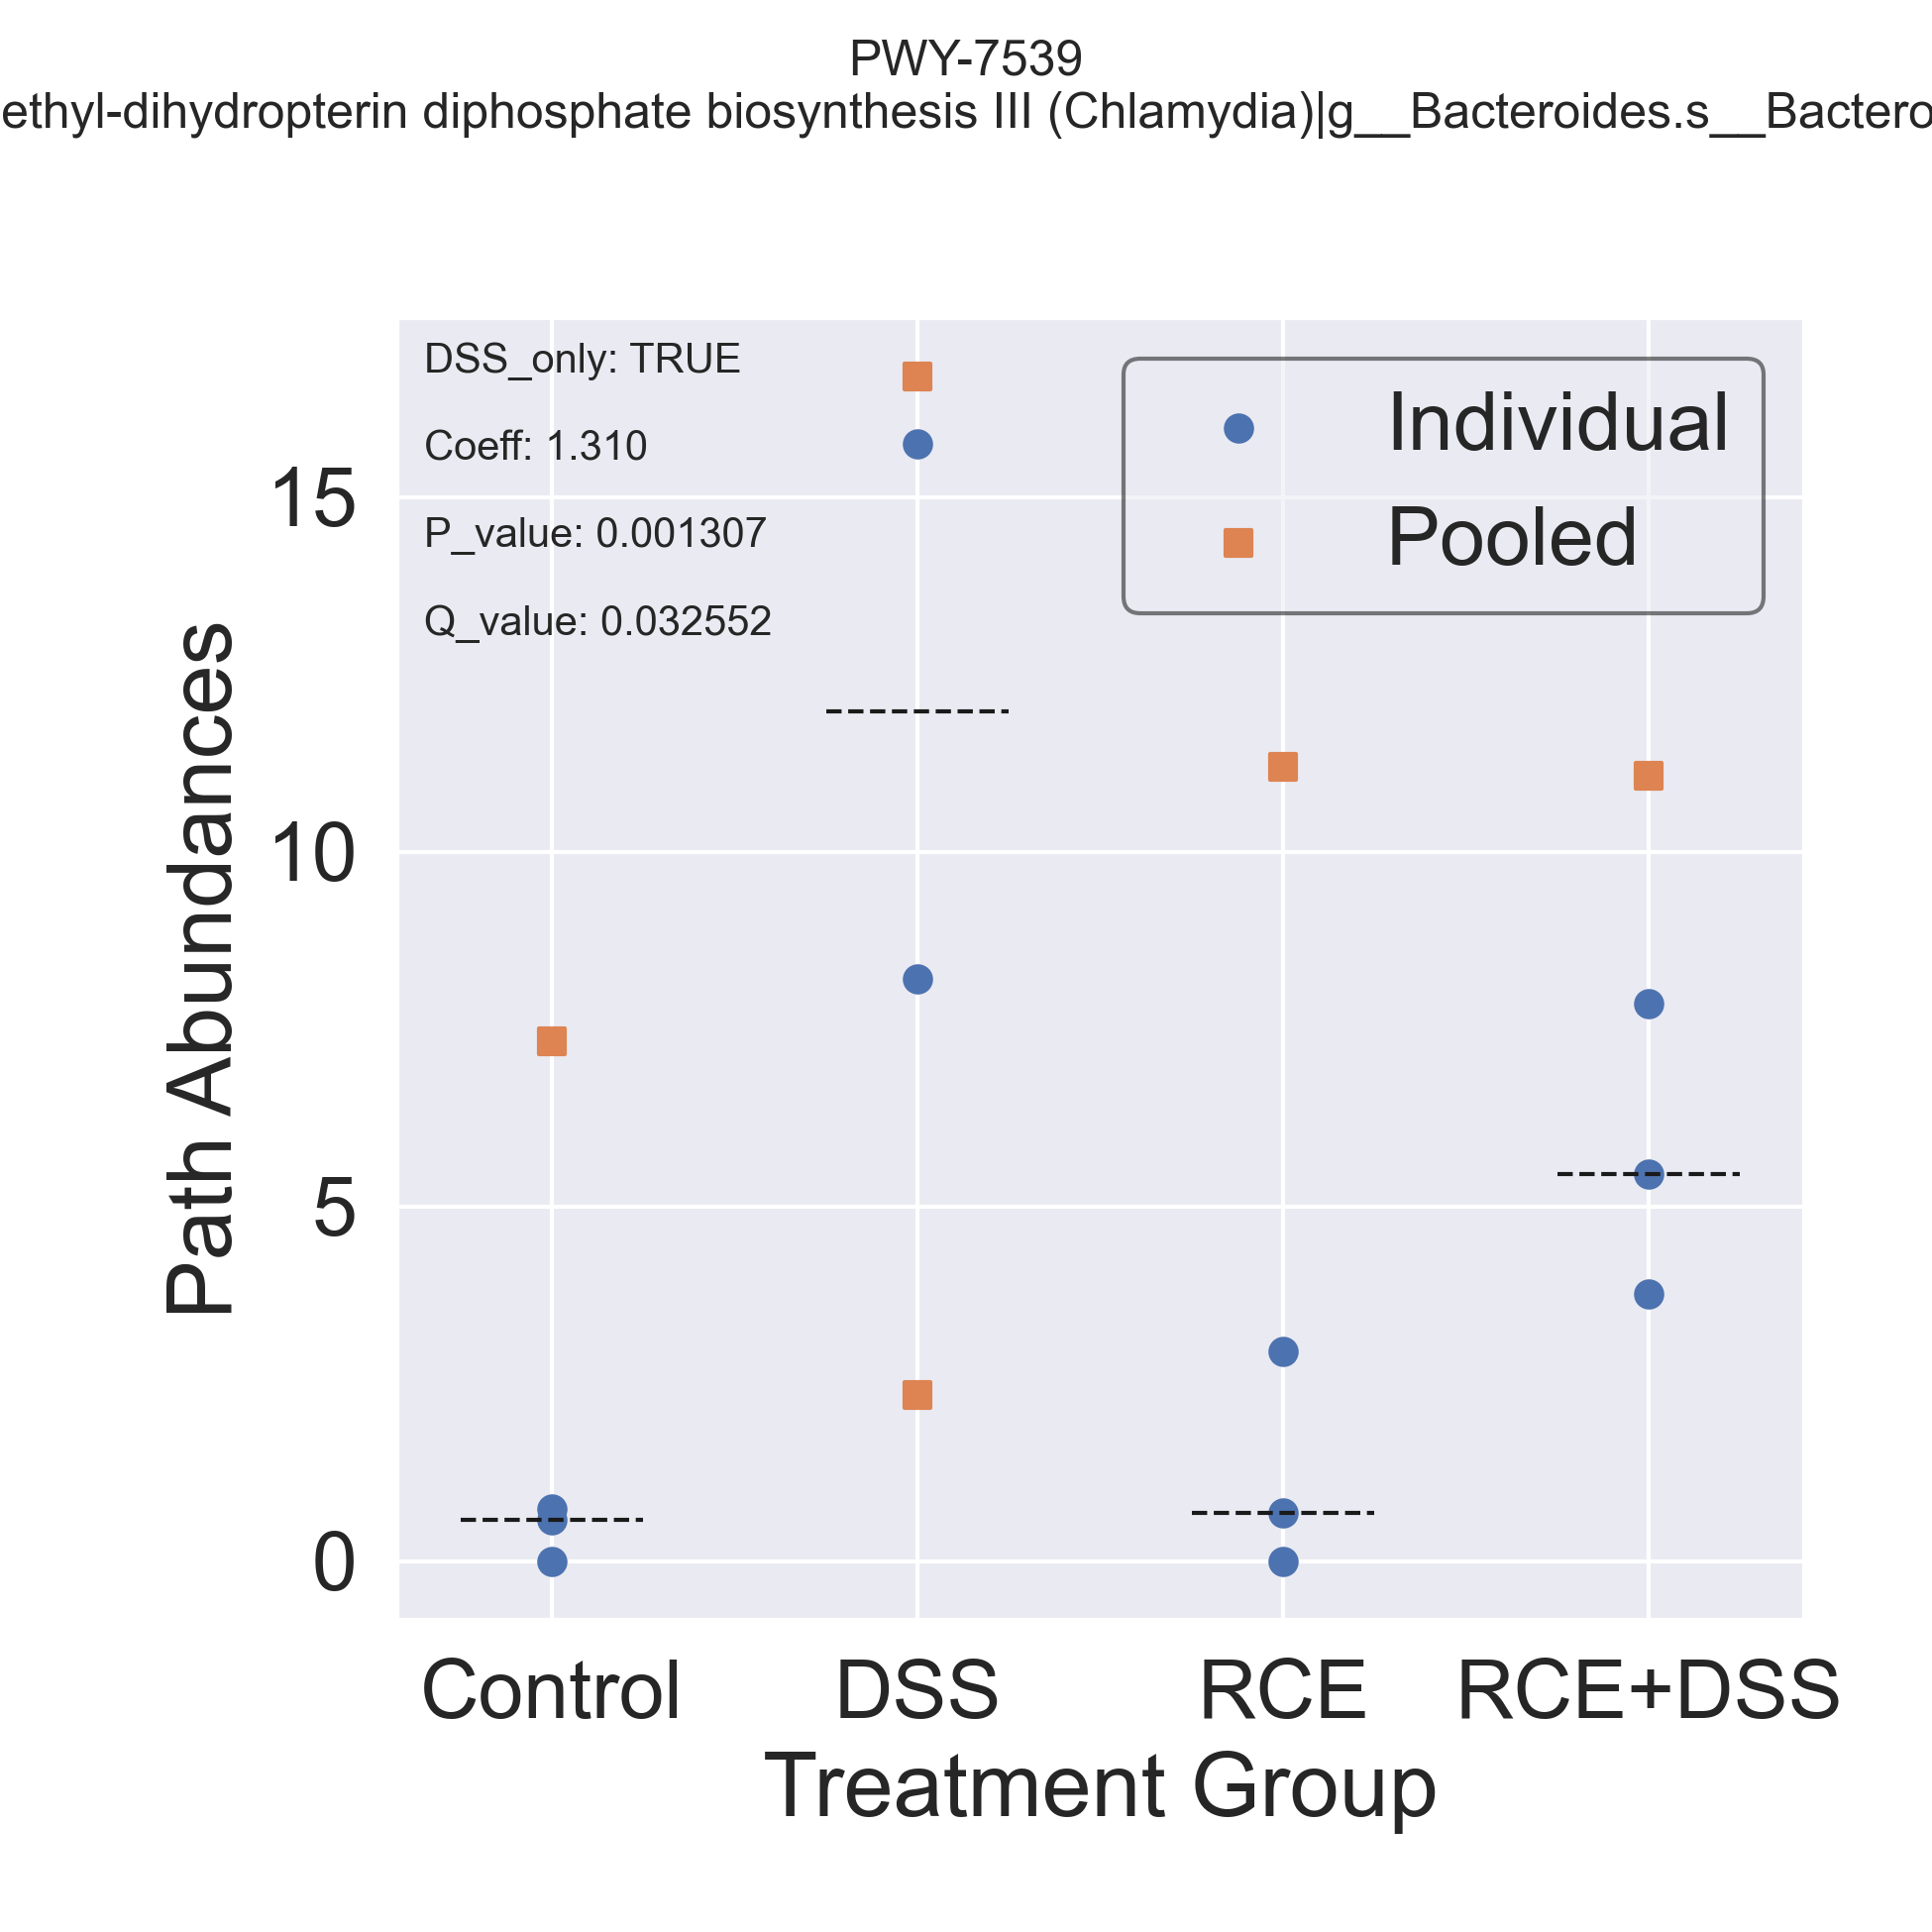 PWY-7539
ethyl-dihydropterin diphosphate biosynthesis III (Chlamydia)|g__Bacteroides.s__Bactero
DSS_only: TRUE
Coeff: 1.310
P_value: 0.001307
Q_value: 0.032552
Individual
Pooled
Path Abundances
15
10
5
0
Control DSS RCE RCE+DSS
Treatment Group